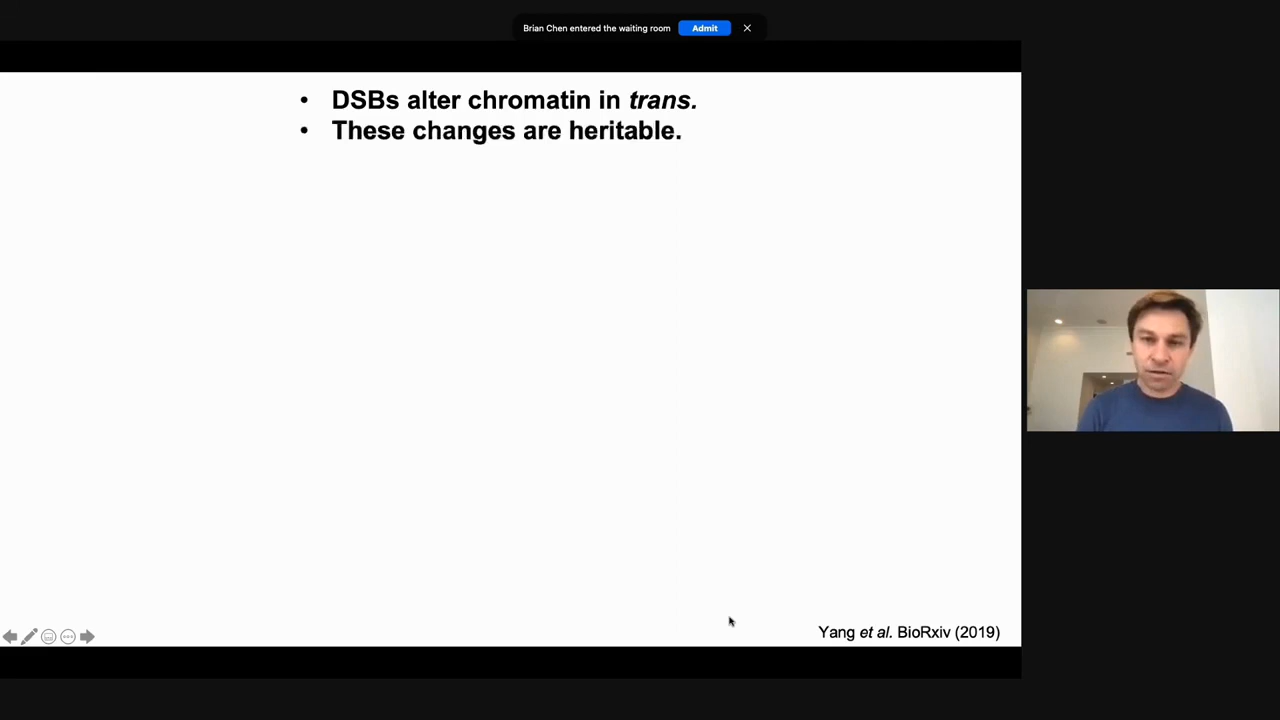 Brian Chen entered the waiting room Admit
• DSBs alter chromatin in trans.
• These changes are heritable.
Yang et al. BioRxiv (2019)